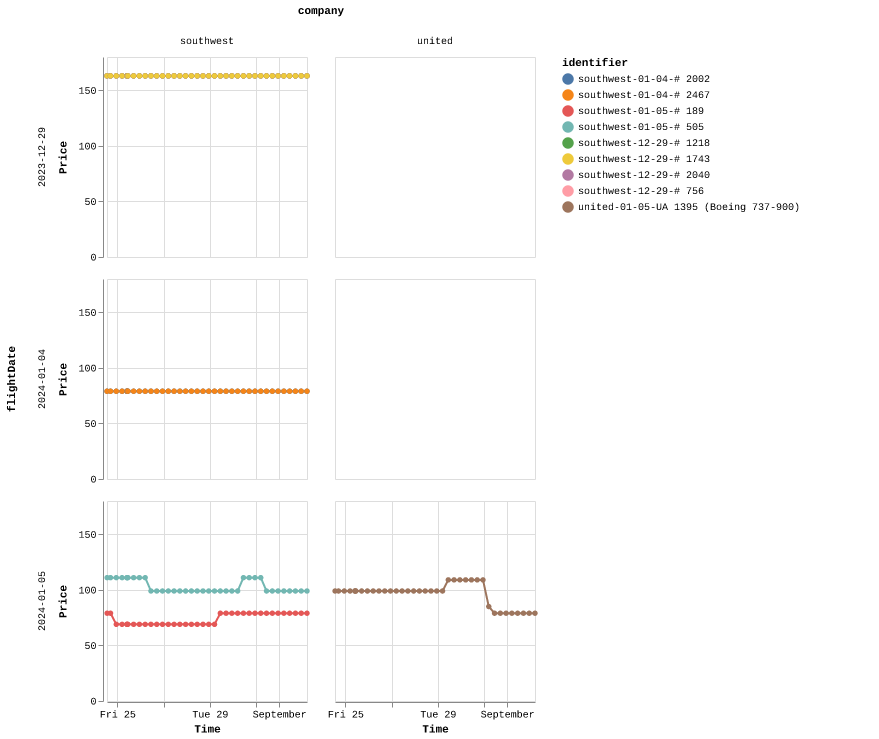 company
southwest
united
identifier
southwest-01-04-# 2002
southwest-01-04-# 2467
southwest-01-05-# 189
southwest-01-05-# 505
southwest-12-29-# 1218
southwest-12-29-# 1743
southwest-12-29-# 2040
southwest-12-29-# 756
united-01-05-UA 1395 (Boeing 737-900)
flightDate
2023-12-29
Price
150
100
50
0
2024-01-04
Price
150
100
50
0
2024-01-05
Price
150
100
50
0
Fri 25
Tue 29
September
Time
Fri 25
Tue 29
September
Time